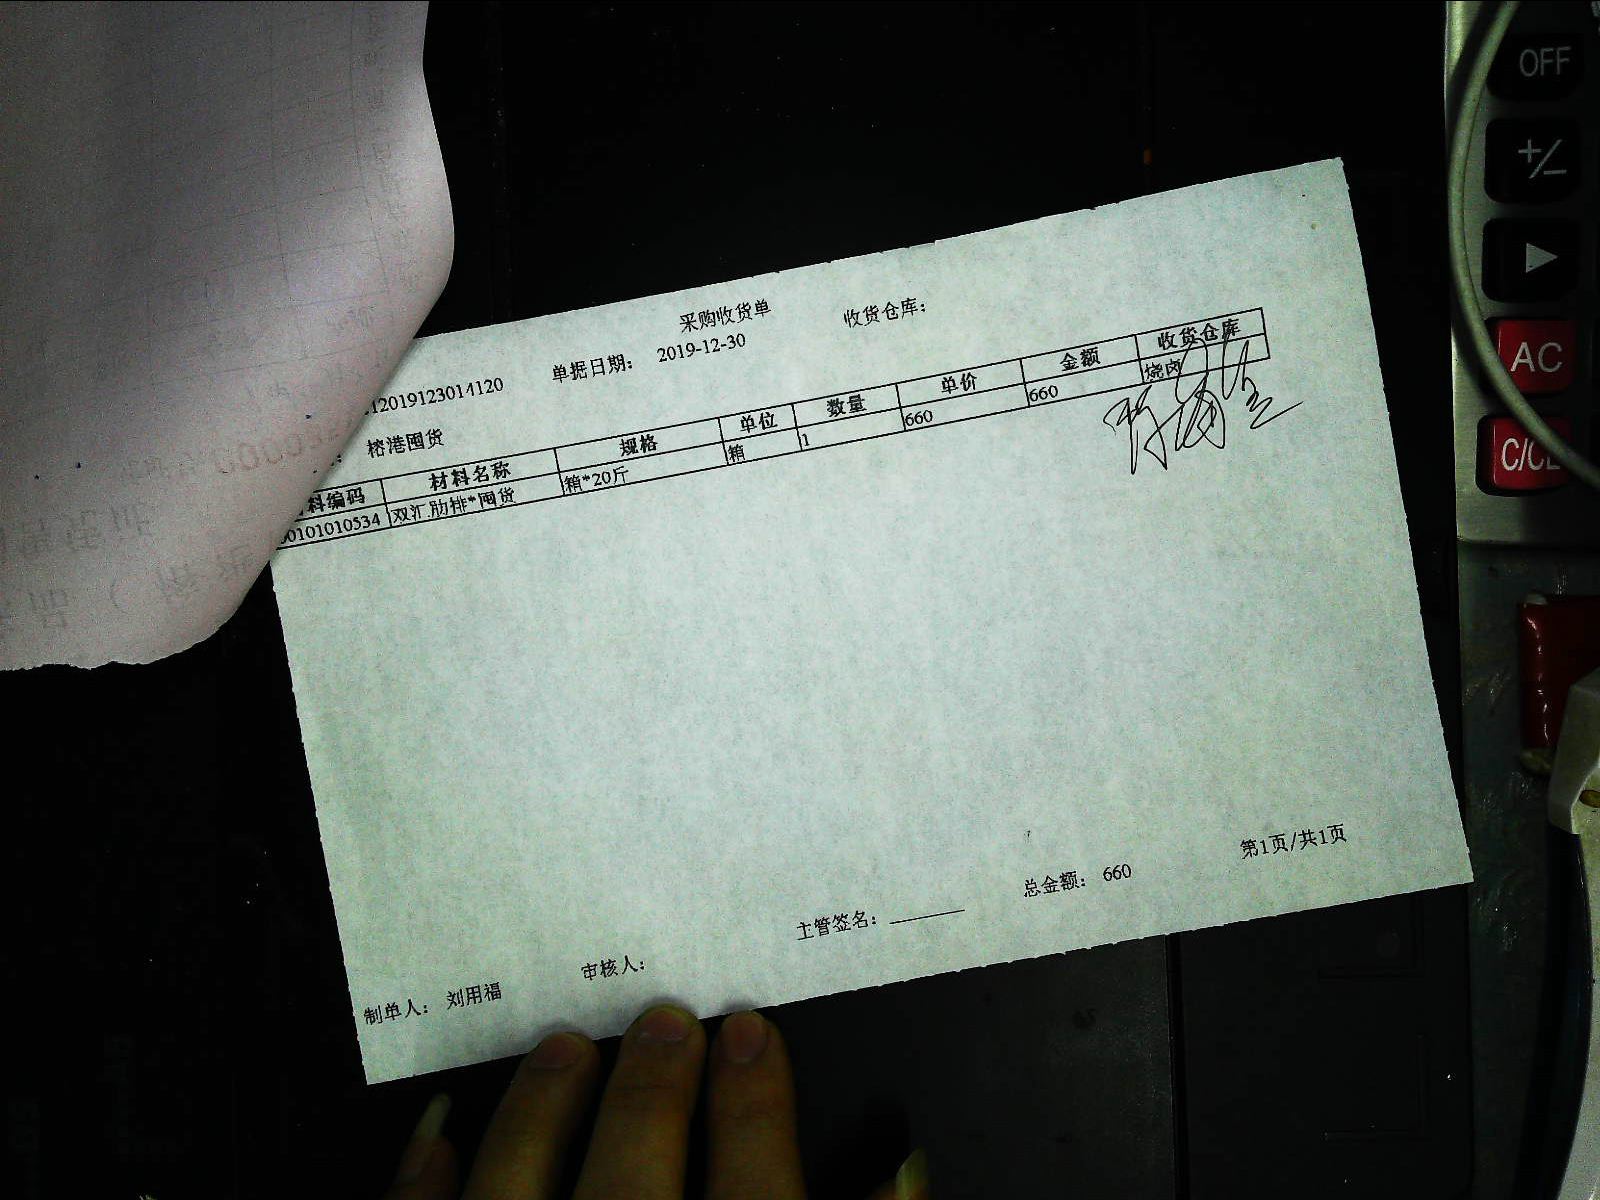 采购收货单 收货仓库：
12019123014120 单据日期： 2019-12-30
榕港囤货
料编码 材料名称 规格 单位 数量 单价 金额 收货仓库
00101010534 双汇.肋排*囤货 箱*20斤 箱 1 660 660 烧卤
制单人： 刘用福 审核人： 主管签名： 总金额： 660 第1页/共1页
OFF
+/-
AC